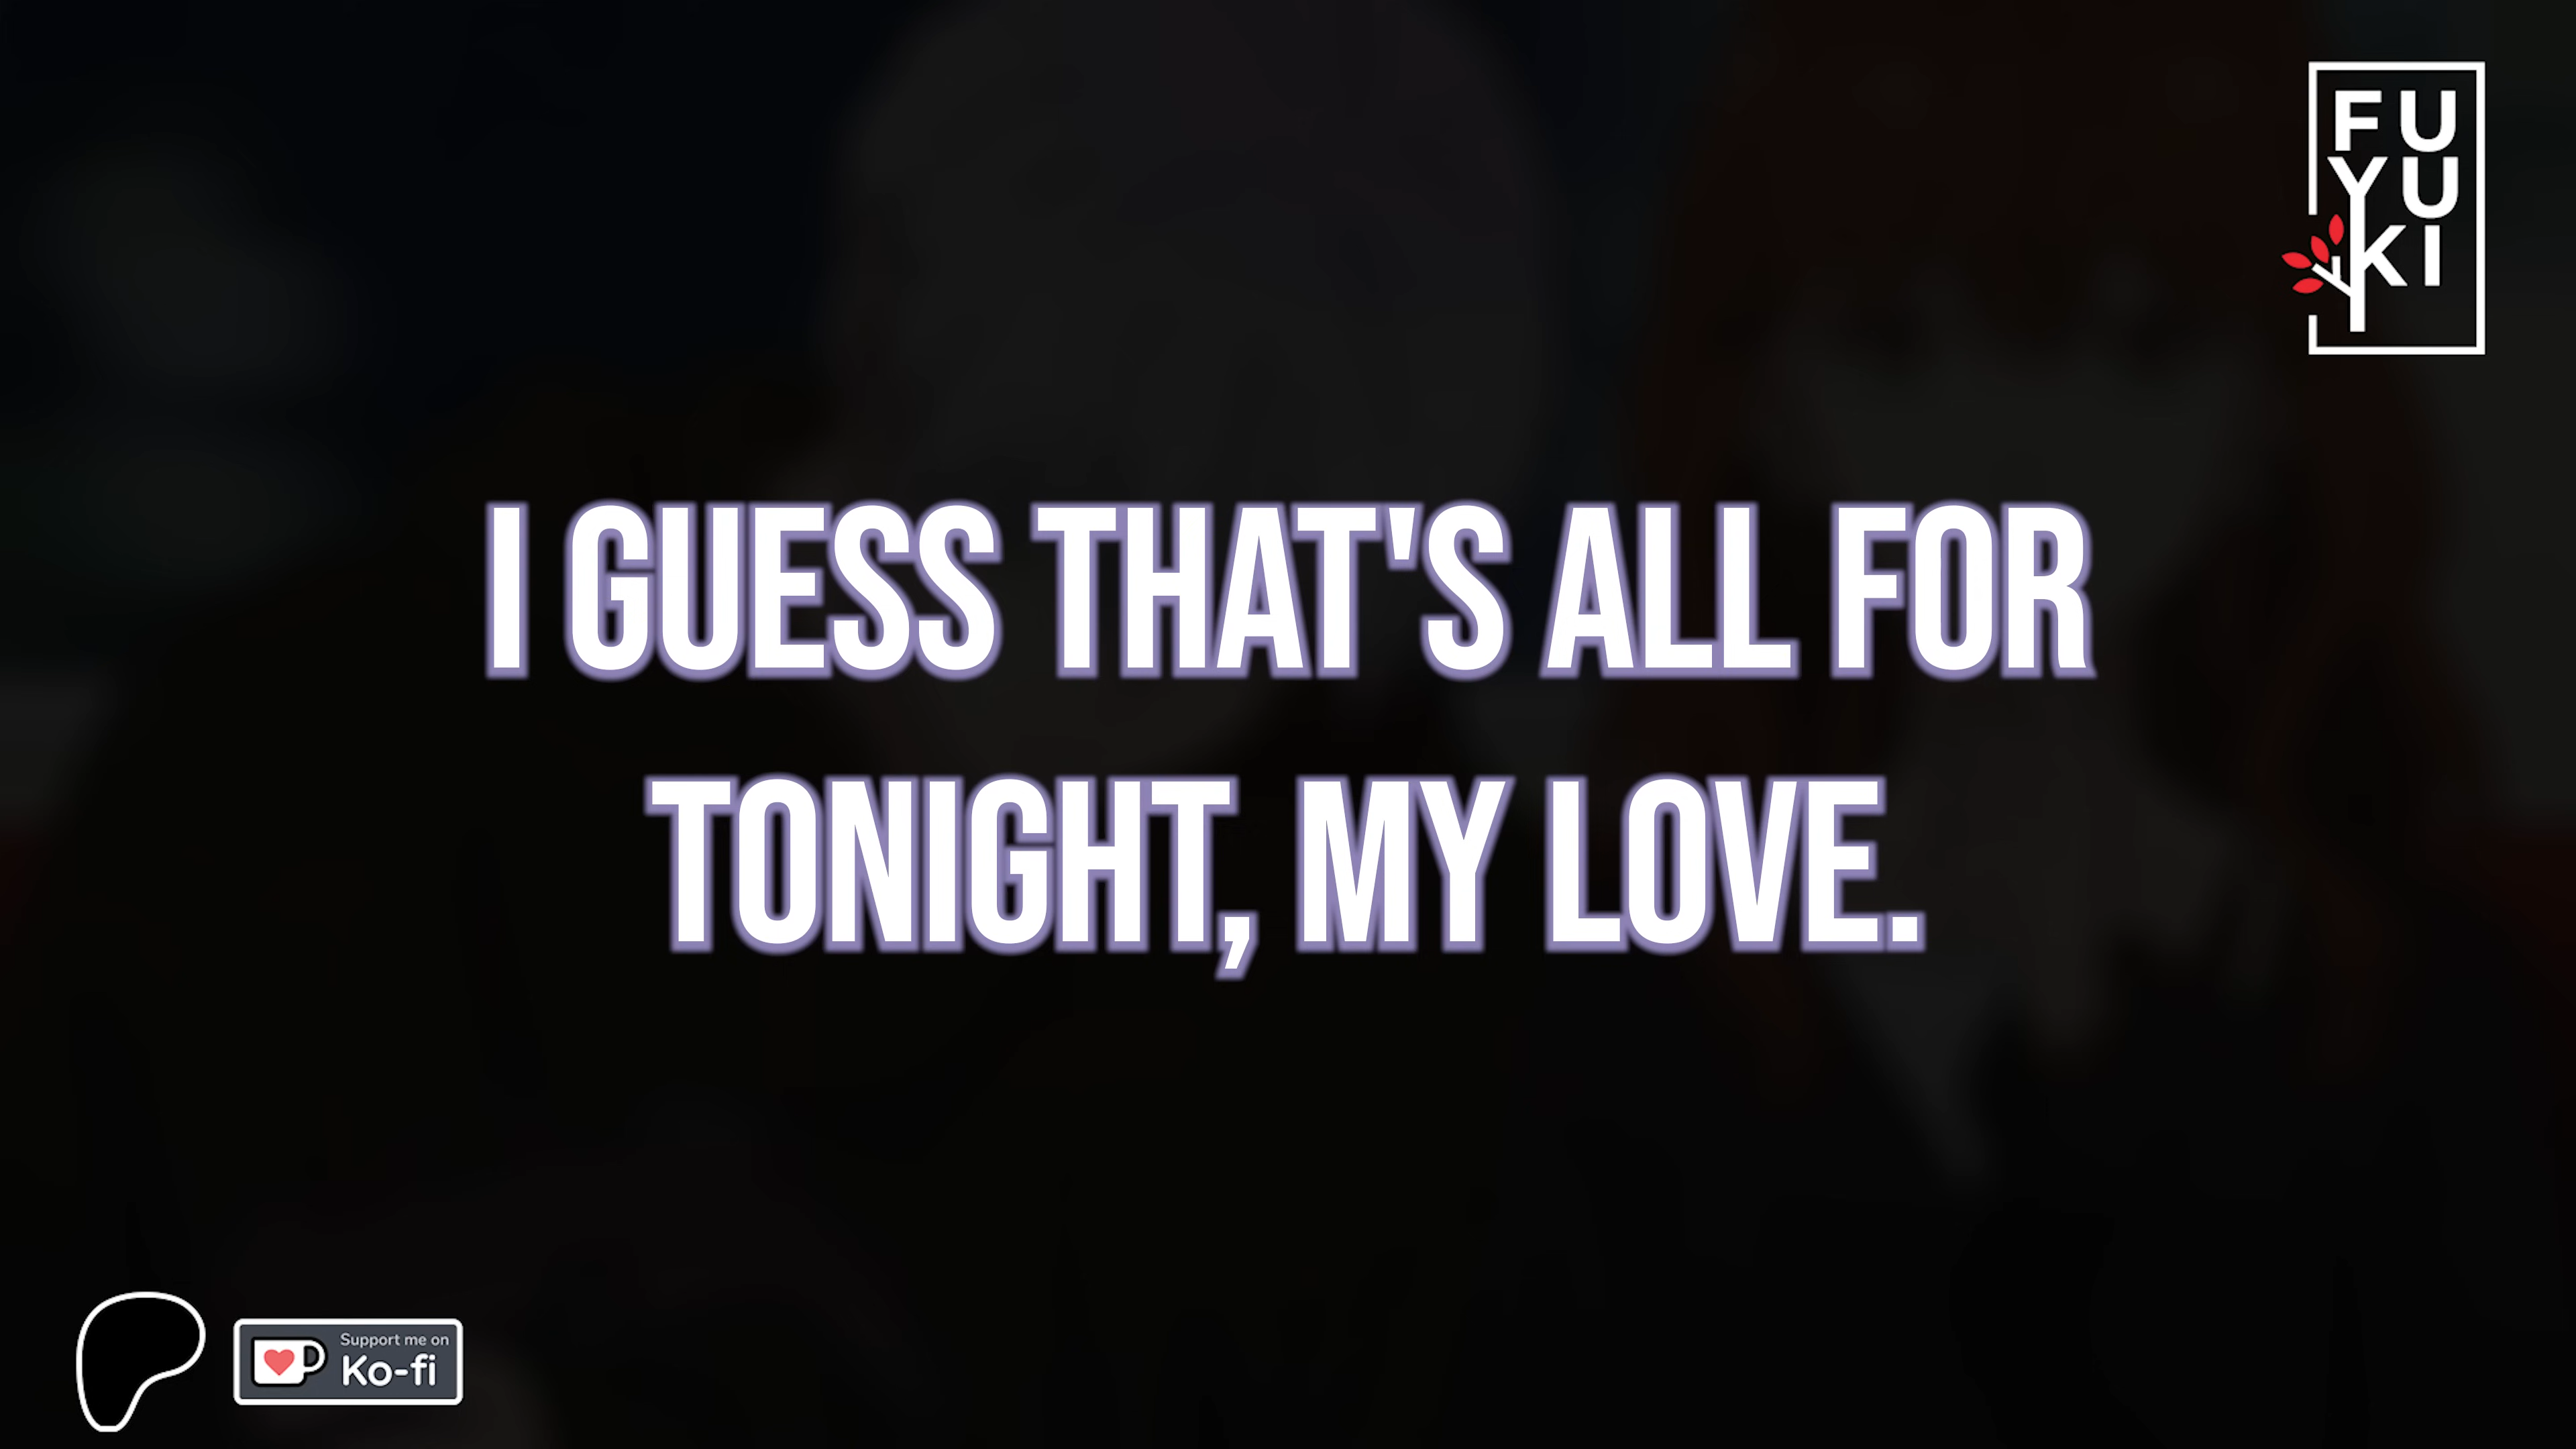 FU
YU
KI
I GUESS THAT'S ALL FOR
TONIGHT, MY LOVE.
Support me on
Ko-fi